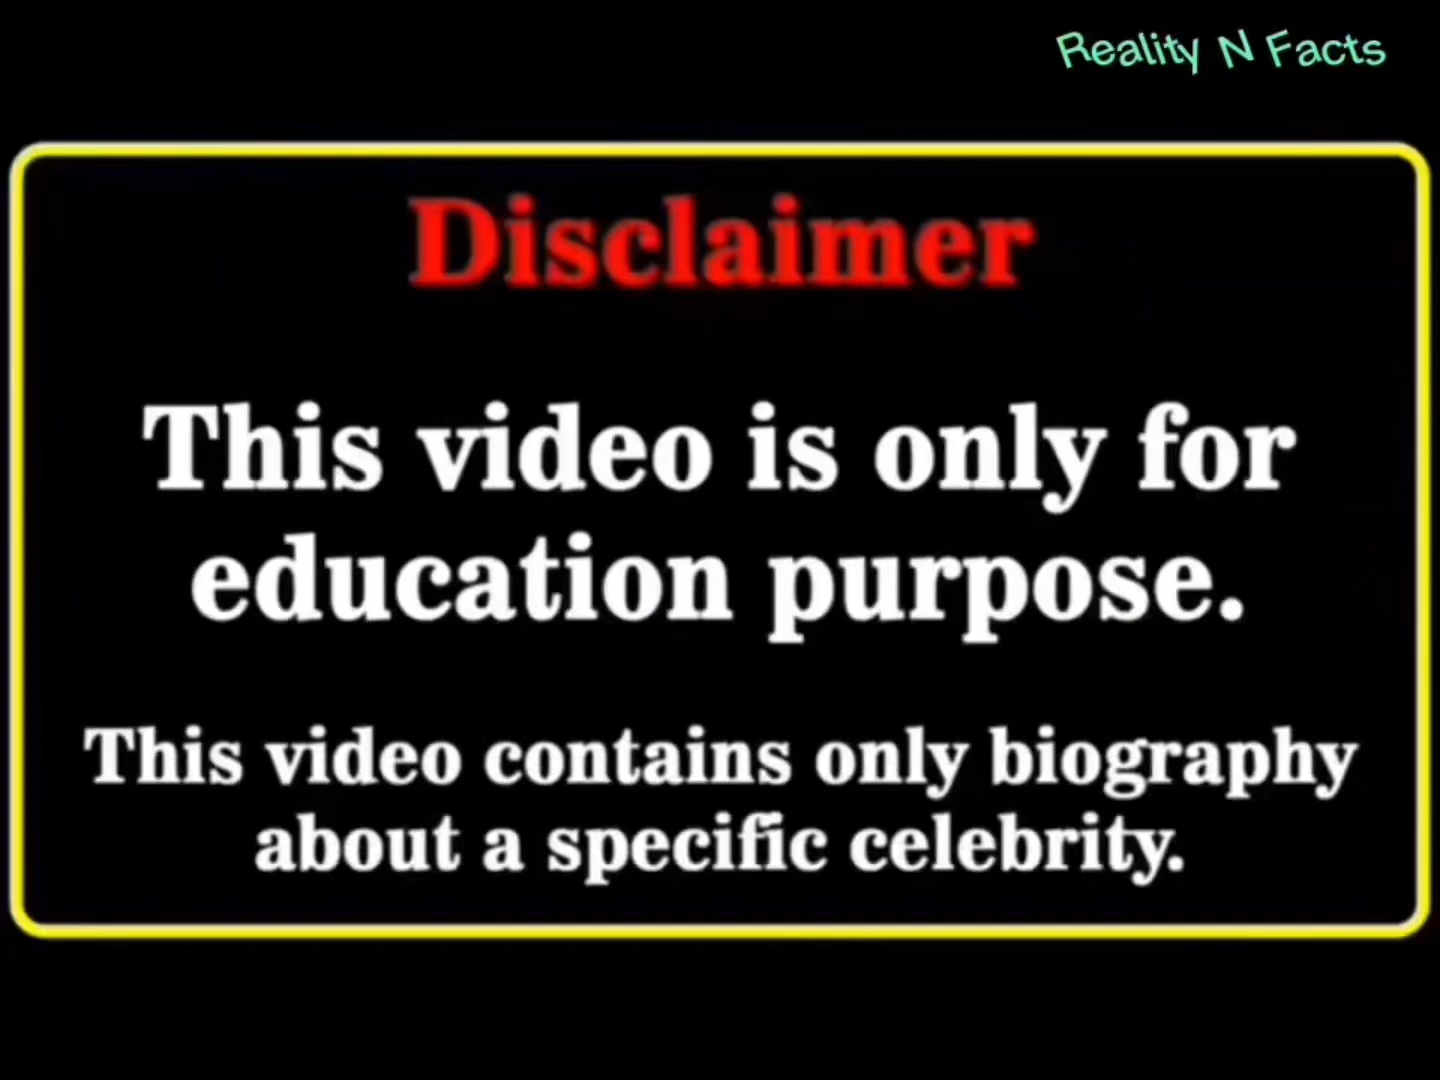 Reality N Facts
Disclaimer
This video is only for
education purpose.
This video contains only biography
about a specific celebrity.